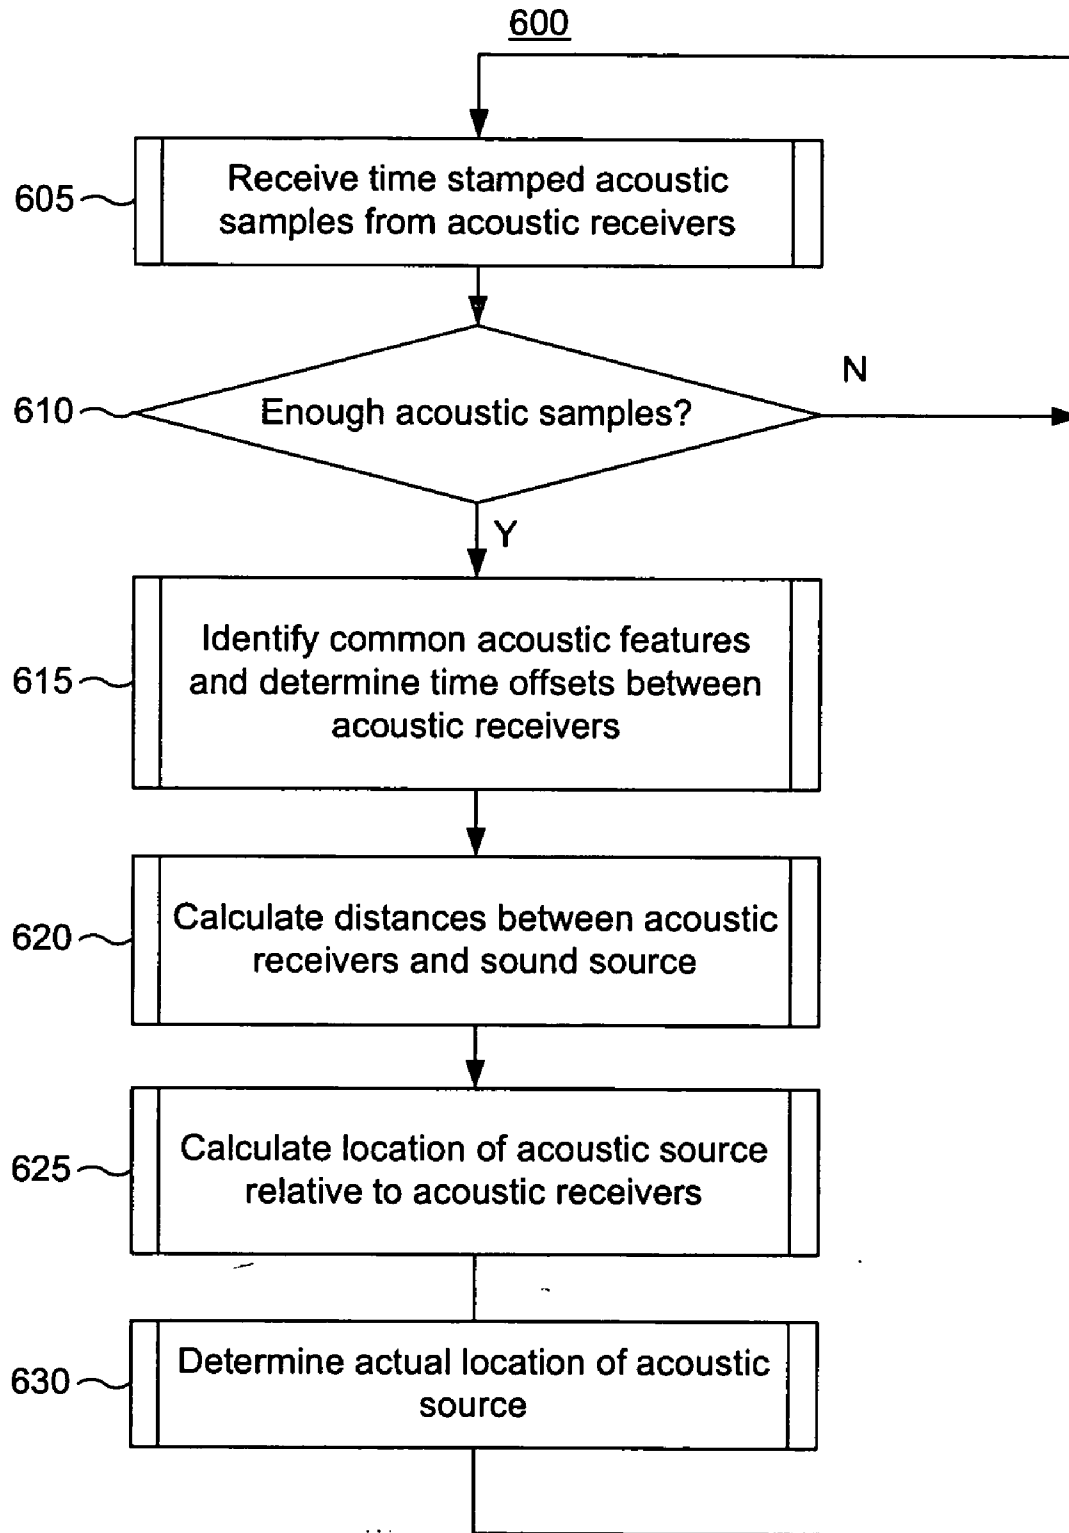 600
605
Receive time stamped acoustic
samples from acoustic receivers
610
Enough acoustic samples?
N
Y
615
Identify common acoustic features
and determine time offsets between
acoustic receivers
620
Calculate distances between acoustic
receivers and sound source
625
Calculate location of acoustic source
relative to acoustic receivers
630
Determine actual location of acoustic
source